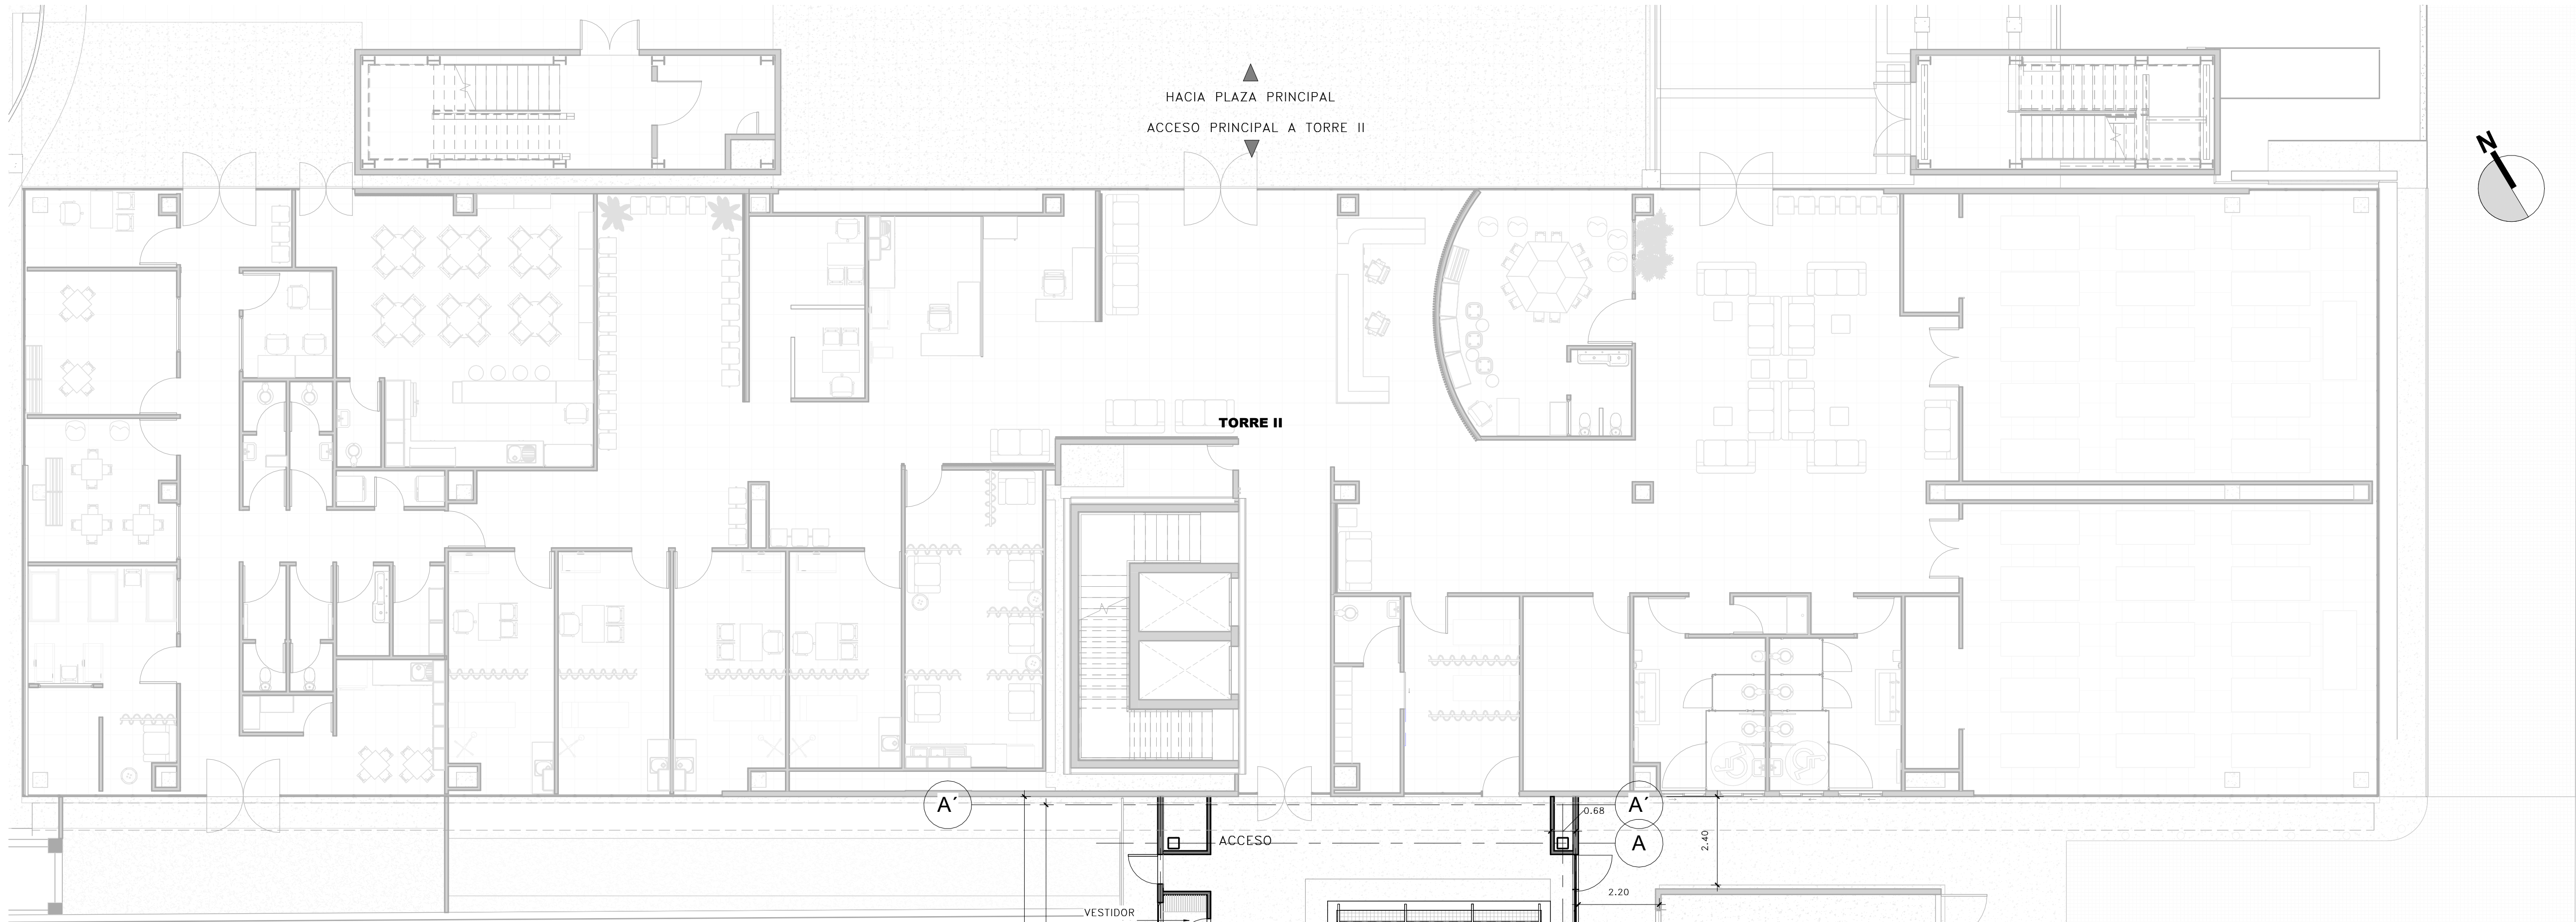 HACIA PLAZA PRINCIPAL
ACCESO PRINCIPAL A TORRE II
N
TORRE II
A´
A´
0.68
ACCESO
A
2.40
2.20
VESTIDOR